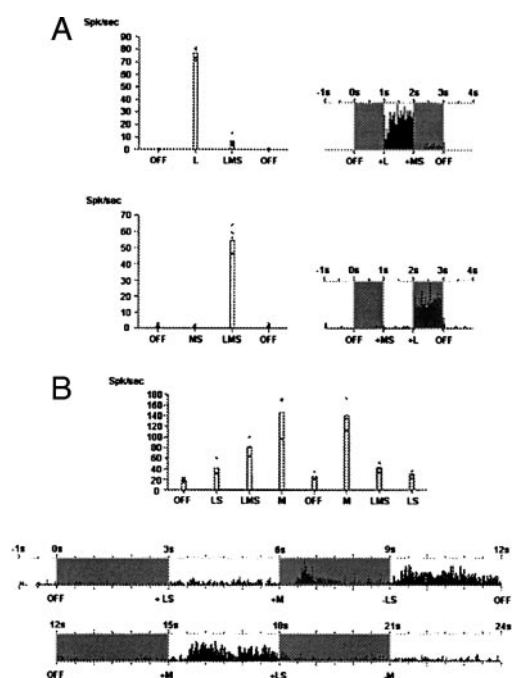 A
Spk/sec
90
80
70
60
50
40
30
20
10
0
OFF L LMS OFF
-1s 0s 1s 2s 3s 4s
OFF +L +MS OFF
Spk/sec
70
60
50
40
30
20
10
0
OFF MS LMS OFF
-1s 0s 1s 2s 3s 4s
OFF +MS +L OFF
B
Spk/sec
180
160
140
120
100
80
60
40
20
0
OFF LS LMS M OFF M LMS LS
-1s 0s 3s 6s 9s 12s
OFF +LS +M -LS OFF
12s 15s 18s 21s 24s
OFF +M +LS -M OFF